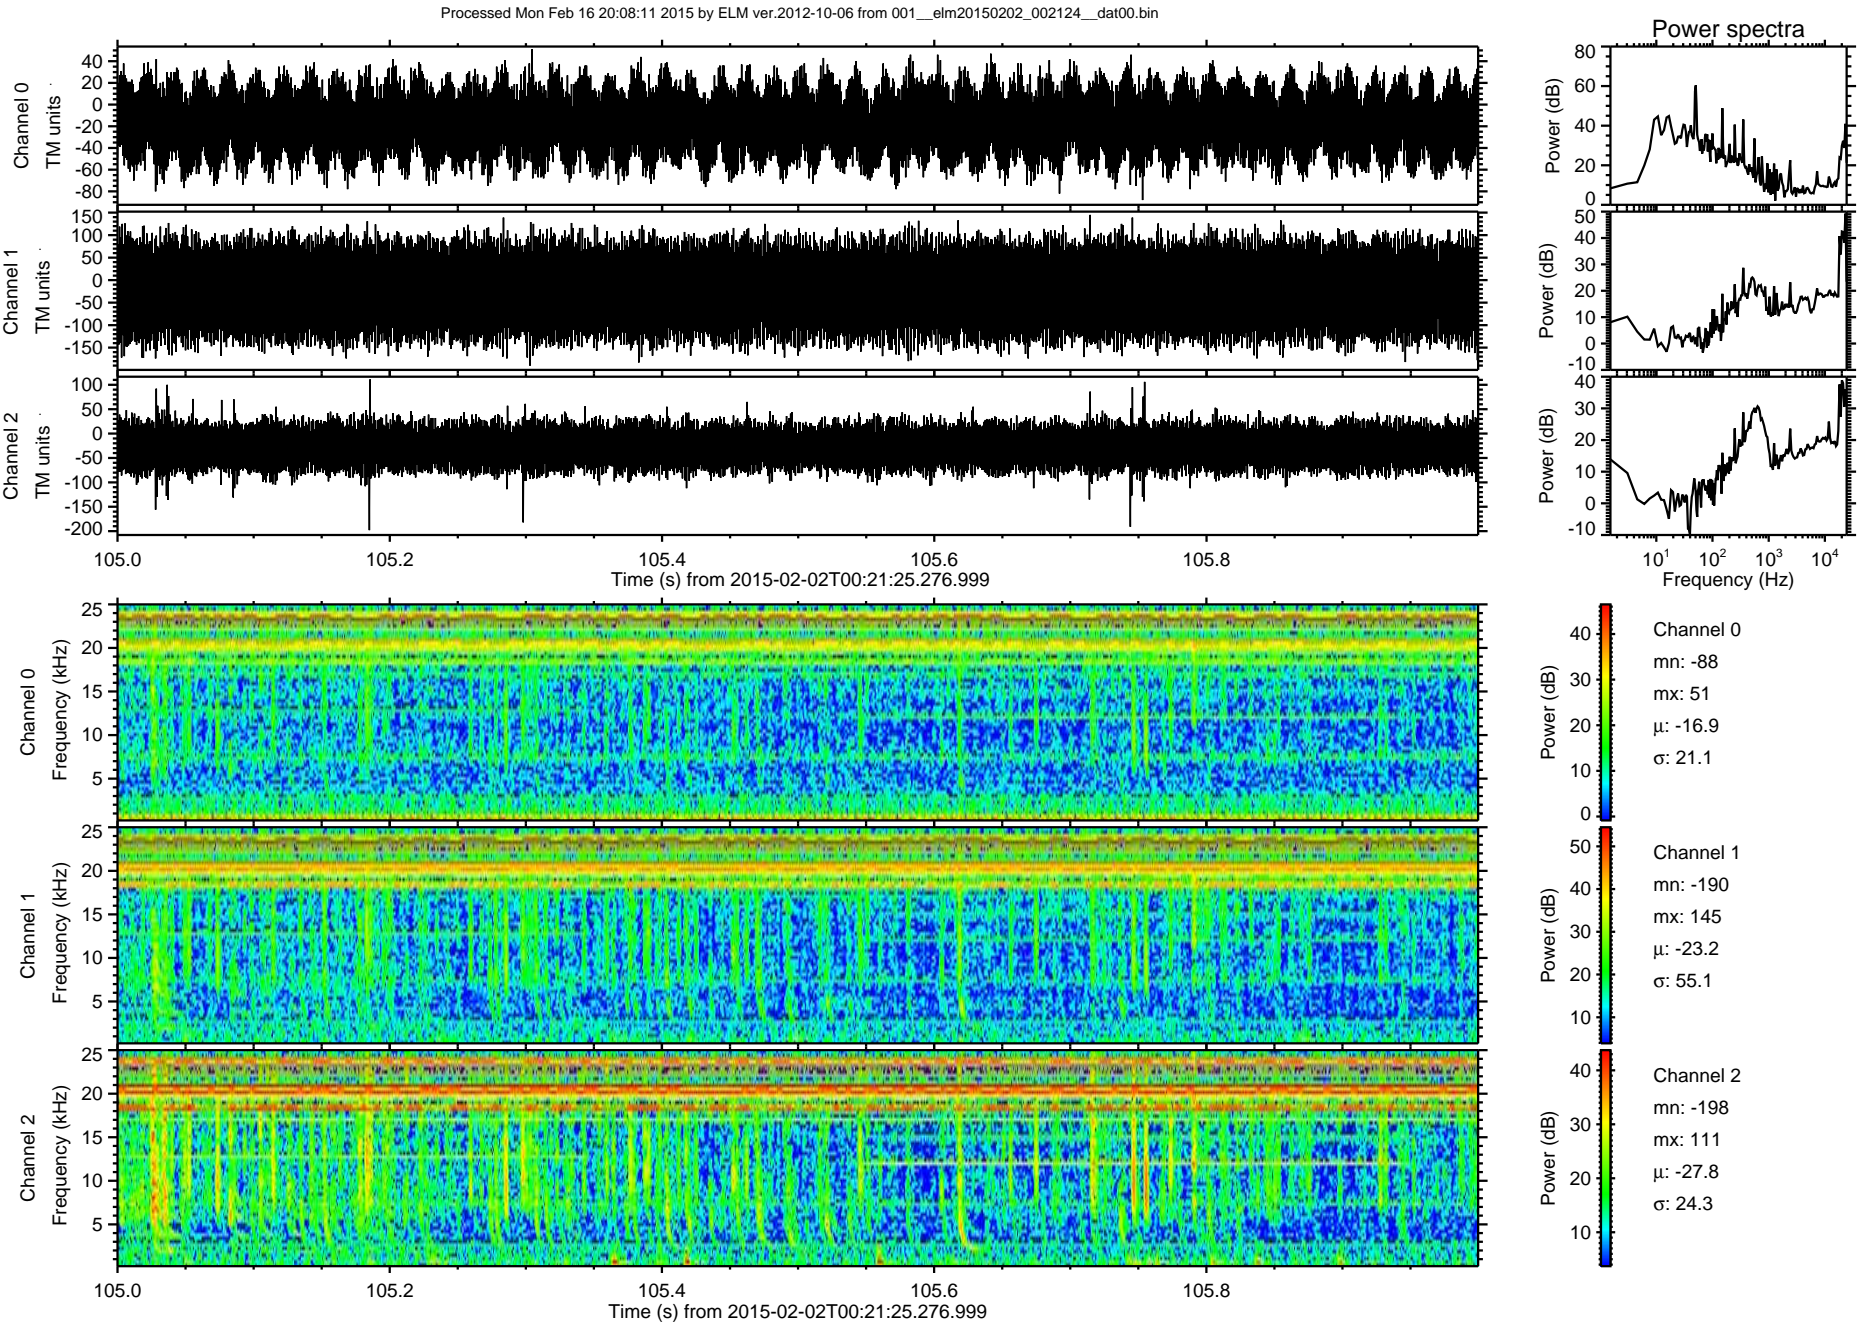 Processed Mon Feb 16 20:08:11 2015 by ELM ver.2012-10-06 from 001__elm20150202_002124__dat00.bin
Power spectra
Channel 0
TM units
40
20
0
-20
-40
-60
-80
Power (dB)
80
60
40
20
0
Channel 1
TM units
150
100
50
0
-50
-100
-150
Power (dB)
50
40
30
20
10
0
-10
Channel 2
TM units
100
50
0
-50
-100
-150
-200
Power (dB)
40
30
20
10
0
-10
105.0 105.2 105.4 105.6 105.8
Time (s) from 2015-02-02T00:21:25.276.999
10¹ 10² 10³ 10⁴
Frequency (Hz)
Channel 0
Frequency (kHz)
25
20
15
10
5
Power (dB)
40
30
20
10
0
Channel 0
mn: -88
mx: 51
μ: -16.9
σ: 21.1
Channel 1
Frequency (kHz)
25
20
15
10
5
Power (dB)
50
40
30
20
10
Channel 1
mn: -190
mx: 145
μ: -23.2
σ: 55.1
Channel 2
Frequency (kHz)
25
20
15
10
5
Power (dB)
40
30
20
10
Channel 2
mn: -198
mx: 111
μ: -27.8
σ: 24.3
105.0 105.2 105.4 105.6 105.8
Time (s) from 2015-02-02T00:21:25.276.999